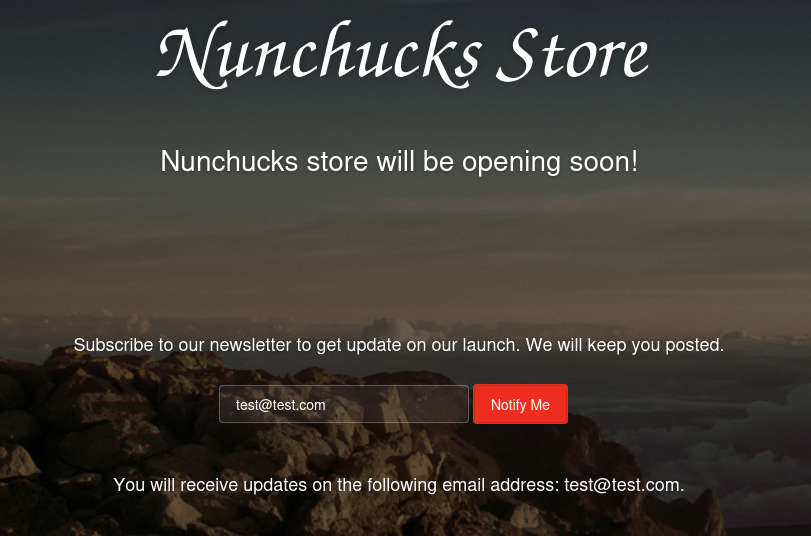 Nunchucks Store
Nunchucks store will be opening soon!
Subscribe to our newsletter to get update on our launch. We will keep you posted.
test@test.com Notify Me
You will receive updates on the following email address: test@test.com.